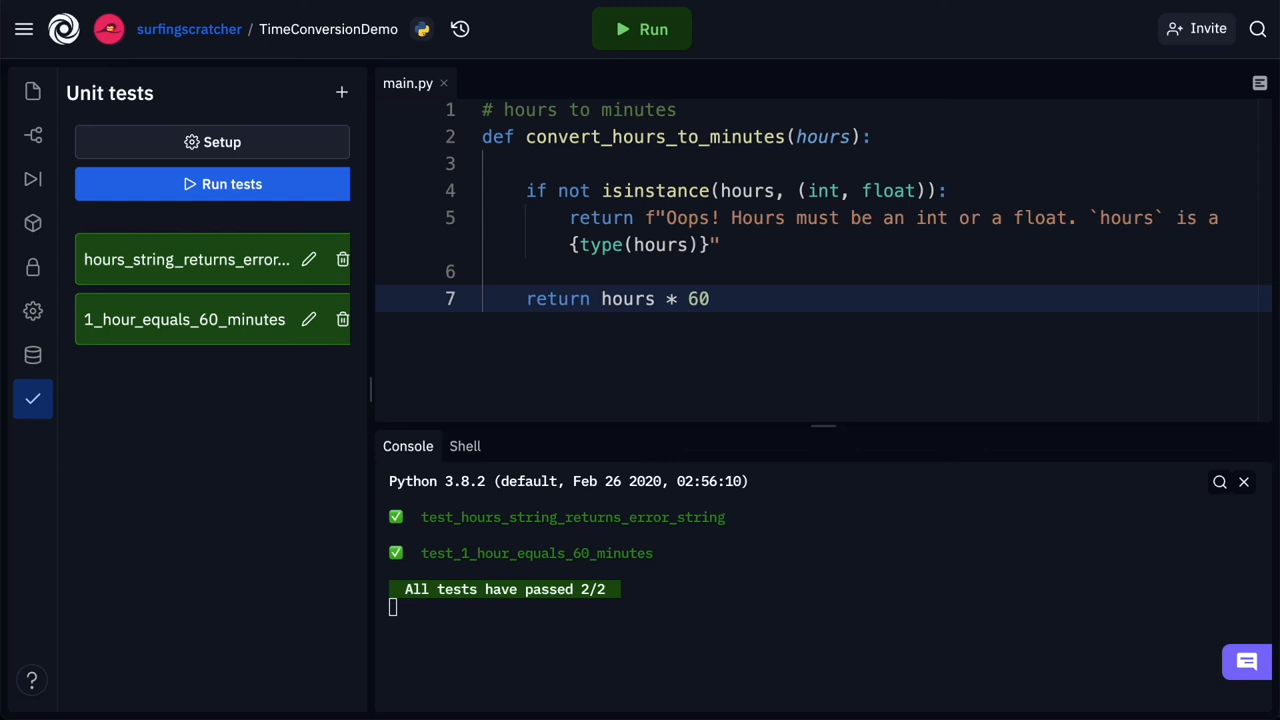 surfingscratcher / TimeConversionDemo
Run
Invite
Unit tests
Setup
Run tests
hours_string_returns_error...
1_hour_equals_60_minutes
main.py
1 # hours to minutes
2 def convert_hours_to_minutes(hours):
3
4 if not isinstance(hours, (int, float)):
5 return f"Oops! Hours must be an int or a float. `hours` is a
{type(hours)}"
6
7 return hours * 60
Console Shell
Python 3.8.2 (default, Feb 26 2020, 02:56:10)
test_hours_string_returns_error_string
test_1_hour_equals_60_minutes
All tests have passed 2/2
?